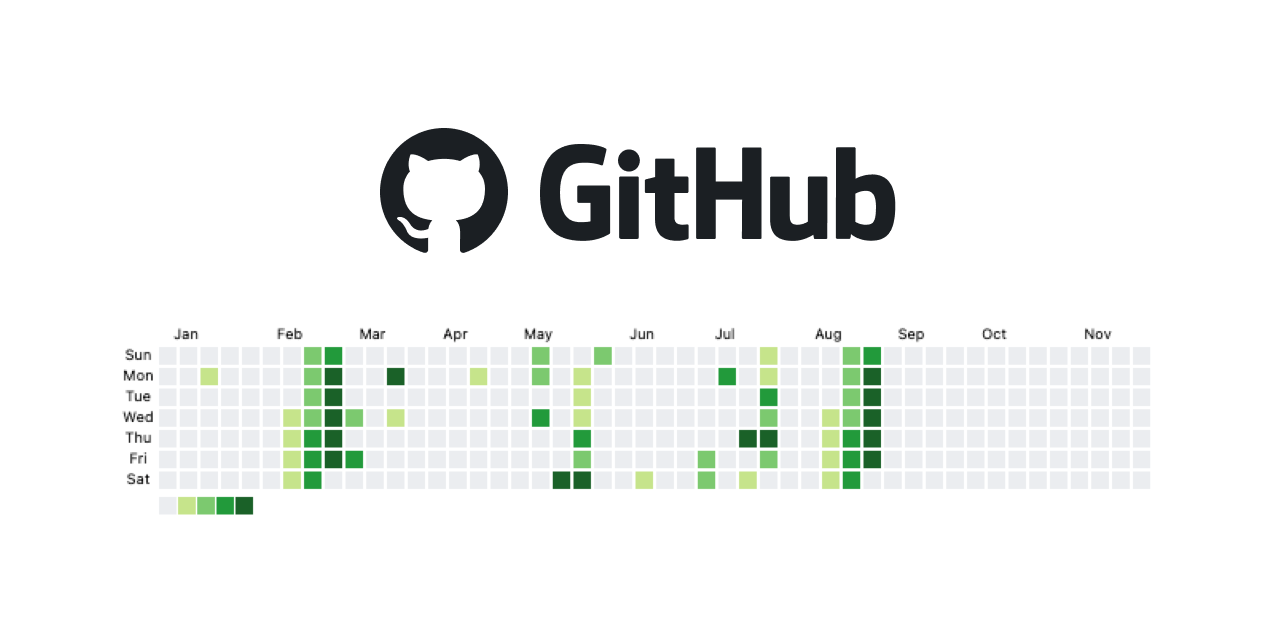 GitHub
Jan Feb Mar Apr May Jun Jul Aug Sep Oct Nov
Sun
Mon
Tue
Wed
Thu
Fri
Sat